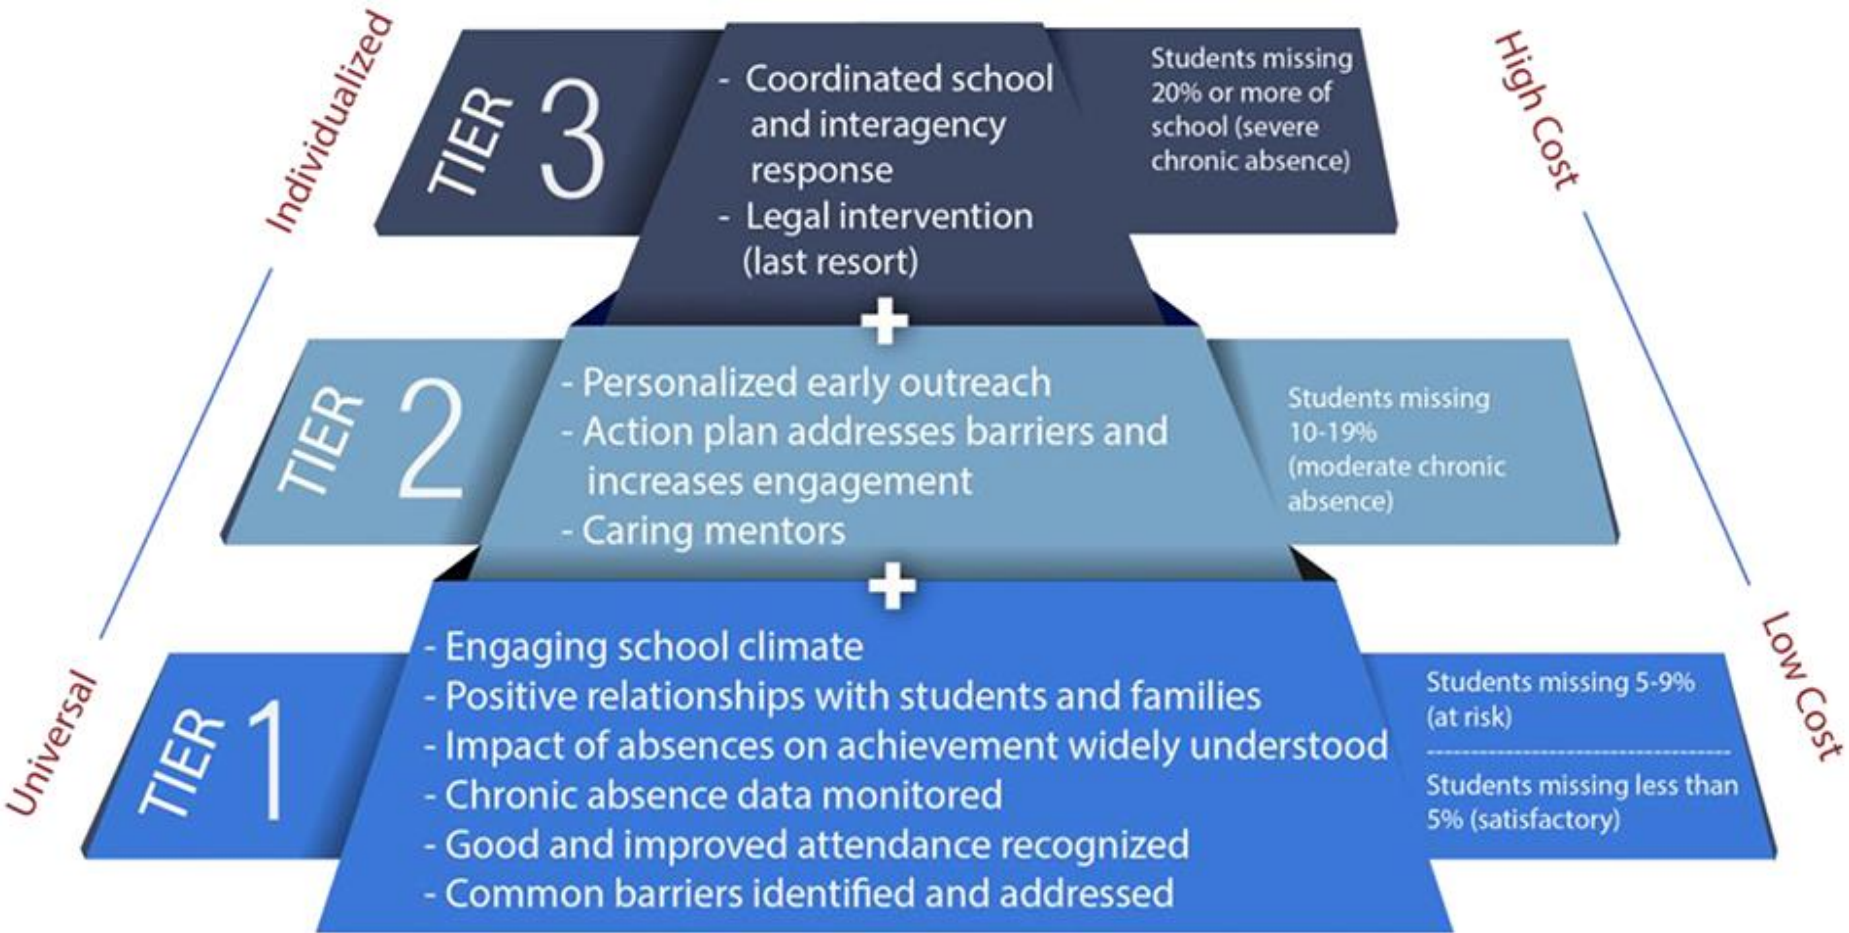 Individualized
Universal
TIER 3
- Coordinated school
and interagency
response
- Legal intervention
(last resort)
Students missing
20% or more of
school (severe
chronic absence)
High Cost
+
TIER 2
- Personalized early outreach
- Action plan addresses barriers and
increases engagement
- Caring mentors
Students missing
10-19%
(moderate chronic
absence)
+
TIER 1
- Engaging school climate
- Positive relationships with students and families
- Impact of absences on achievement widely understood
- Chronic absence data monitored
- Good and improved attendance recognized
- Common barriers identified and addressed
Students missing 5-9%
(at risk)
Students missing less than
5% (satisfactory)
Low Cost